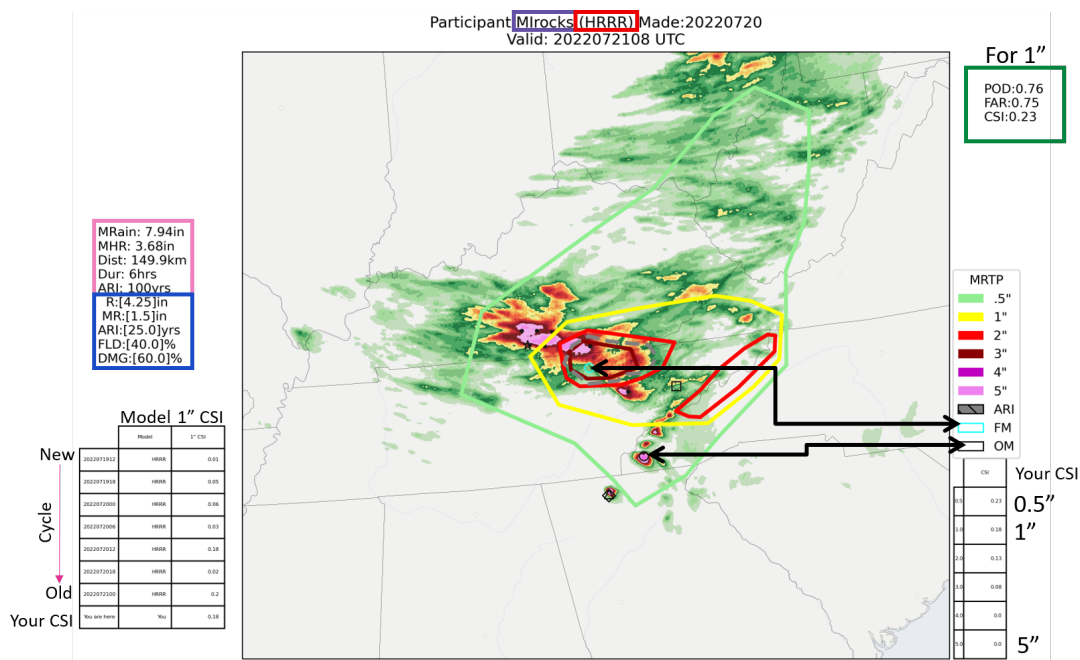 Participant MIrocks (HRRR) Made:20220720
Valid: 2022072108 UTC
For 1”
POD:0.76
FAR:0.75
CSI:0.23
MRain: 7.94in
MHR: 3.68in
Dist: 149.9km
Dur: 6hrs
ARI: 100yrs
R:[4.25]in
MR:[1.5]in
ARI:[25.0]yrs
FLD:[40.0]%
DMG:[60.0]%
MRTP
.5"
1"
2"
3"
4"
5"
ARI
FM
OM
Model 1” CSI
Model 1" CSI
New
2022071912 HRRR 0.01
2022071918 HRRR 0.05
2022072000 HRRR 0.06
2022072006 HRRR 0.03
2022072012 HRRR 0.18
2022072018 HRRR 0.02
2022072100 HRRR 0.2
You are here You 0.19
Cycle
Old
Your CSI
CSI
Your CSI
0.5 0.23
0.5”
1.0 0.18
1”
2.0 0.13
3.0 0.08
4.0 0.0
5.0 0.0
5”